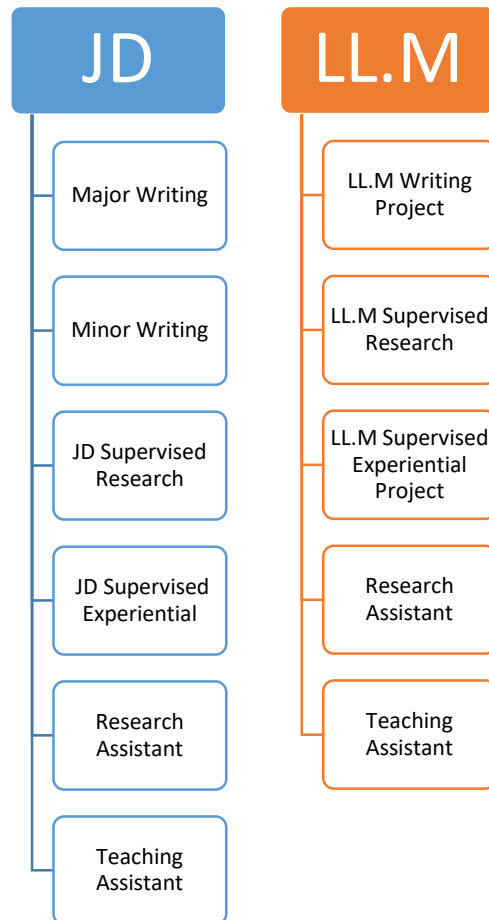 JD
Major Writing
Minor Writing
JD Supervised
Research
JD Supervised
Experiential
Research
Assistant
Teaching
Assistant
LL.M
LL.M Writing
Project
LL.M Supervised
Research
LL.M Supervised
Experiential
Project
Research
Assistant
Teaching
Assistant